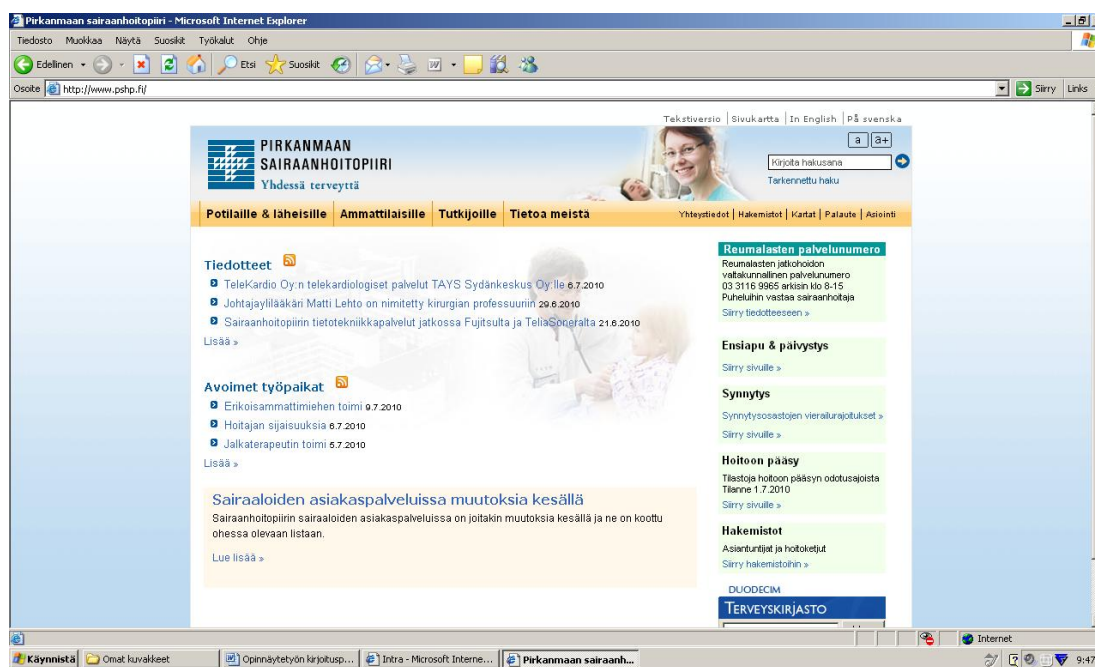 Pirkanmaan sairaanhoitopiiri - Microsoft Internet Explorer
Tiedosto Muokkaa Näytä Suosikit Työkalut Ohje
Edellinen Etsi Suosikit
Osoite http://www.pshp.fi/ Siirry Links
Tekstiversio | Sivukartta | In English | På svenska
PIRKANMAAN
SAIRAANHOITOPIIRI
Yhdessä terveyttä
a a+
Kirjoita hakusana
Tarkennettu haku
Potilaille & läheisille Ammattilaisille Tutkijoille Tietoa meistä
Yhteystiedot | Hakemistot | Kartat | Palaute | Asiointi
Tiedotteet
TeleKardio Oy:n telekardiologiset palvelut TAYS Sydänkeskus Oy:lle 6.7.2010
Johtajaylilääkäri Matti Lehto on nimitetty kirurgian professuuriin 29.6.2010
Sairaanhoitopiirin tietotekniikkapalvelut jatkossa Fujitsulta ja TeliaSoneralta 21.6.2010
Lisää »
Avoimet työpaikat
Erikoisammattimiehen toimi 9.7.2010
Hoitajan sijaisuuksia 6.7.2010
Jalkaterapeutin toimi 5.7.2010
Lisää »
Sairaaloiden asiakaspalveluissa muutoksia kesällä
Sairaanhoitopiirin sairaaloiden asiakaspalveluissa on joitakin muutoksia kesällä ja ne on koottu
ohessa olevaan listaan.
Lue lisää »
Reumalasten palvelunumero
Reumalasten jatkohoidon
valtakunnallinen palvelunumero
03 3116 9965 arkisin klo 8-15
Puheluihin vastaa sairaanhoitaja
Siirry tiedotteeseen »
Ensiapu & päivystys
Siirry sivuille »
Synnytys
Synnytysosastojen vierailurajoitukset »
Siirry sivuille »
Hoitoon pääsy
Tilastoja hoitoon pääsyn odotusajoista
Tilanne 1.7.2010
Siirry sivuille »
Hakemistot
Asiantuntijat ja hoitoketjut
Siirry hakemistoihin »
DUODECIM
TERVEYSKIRJASTO
Internet
Käynnistä Omat kuvakkeet Opinnäytetyön kirjoitusp... Intra - Microsoft Interne... Pirkanmaan sairaanh... 9:47